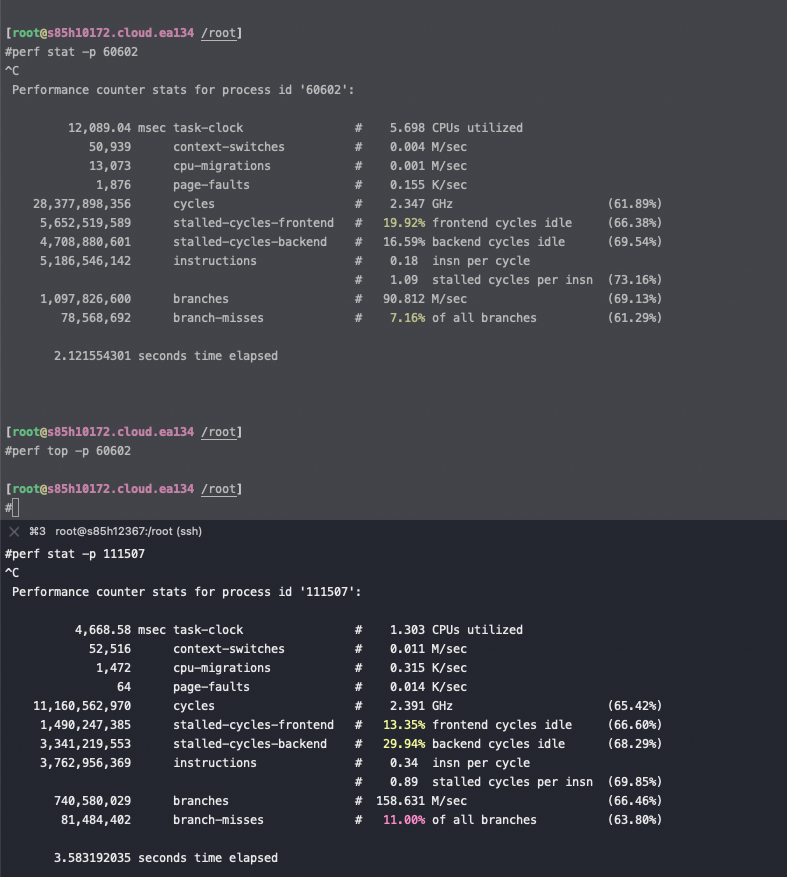 [root@s85h10172.cloud.ea134 /root]
#perf stat -p 60602
^C
 Performance counter stats for process id '60602':

         12,089.04 msec task-clock                #    5.698 CPUs utilized
            50,939      context-switches          #    0.004 M/sec
            13,073      cpu-migrations            #    0.001 M/sec
             1,876      page-faults               #    0.155 K/sec
    28,377,898,356      cycles                    #    2.347 GHz                      (61.89%)
     5,652,519,589      stalled-cycles-frontend   #   19.92% frontend cycles idle     (66.38%)
     4,708,880,601      stalled-cycles-backend    #   16.59% backend cycles idle      (69.54%)
     5,186,546,142      instructions              #    0.18  insn per cycle
                                                  #    1.09  stalled cycles per insn  (73.16%)
     1,097,826,600      branches                  #   90.812 M/sec                    (69.13%)
        78,568,692      branch-misses             #    7.16% of all branches          (61.29%)

       2.121554301 seconds time elapsed

[root@s85h10172.cloud.ea134 /root]
#perf top -p 60602

[root@s85h10172.cloud.ea134 /root]
#
⌘3 root@s85h12367:/root (ssh)
#perf stat -p 111507
^C
 Performance counter stats for process id '111507':

          4,668.58 msec task-clock                #    1.303 CPUs utilized
            52,516      context-switches          #    0.011 M/sec
             1,472      cpu-migrations            #    0.315 K/sec
                64      page-faults               #    0.014 K/sec
    11,160,562,970      cycles                    #    2.391 GHz                      (65.42%)
     1,490,247,385      stalled-cycles-frontend   #   13.35% frontend cycles idle     (66.60%)
     3,341,219,553      stalled-cycles-backend    #   29.94% backend cycles idle      (68.29%)
     3,762,956,369      instructions              #    0.34  insn per cycle
                                                  #    0.89  stalled cycles per insn  (69.85%)
       740,580,029      branches                  #  158.631 M/sec                    (66.46%)
        81,484,402      branch-misses             #   11.00% of all branches          (63.80%)

       3.583192035 seconds time elapsed